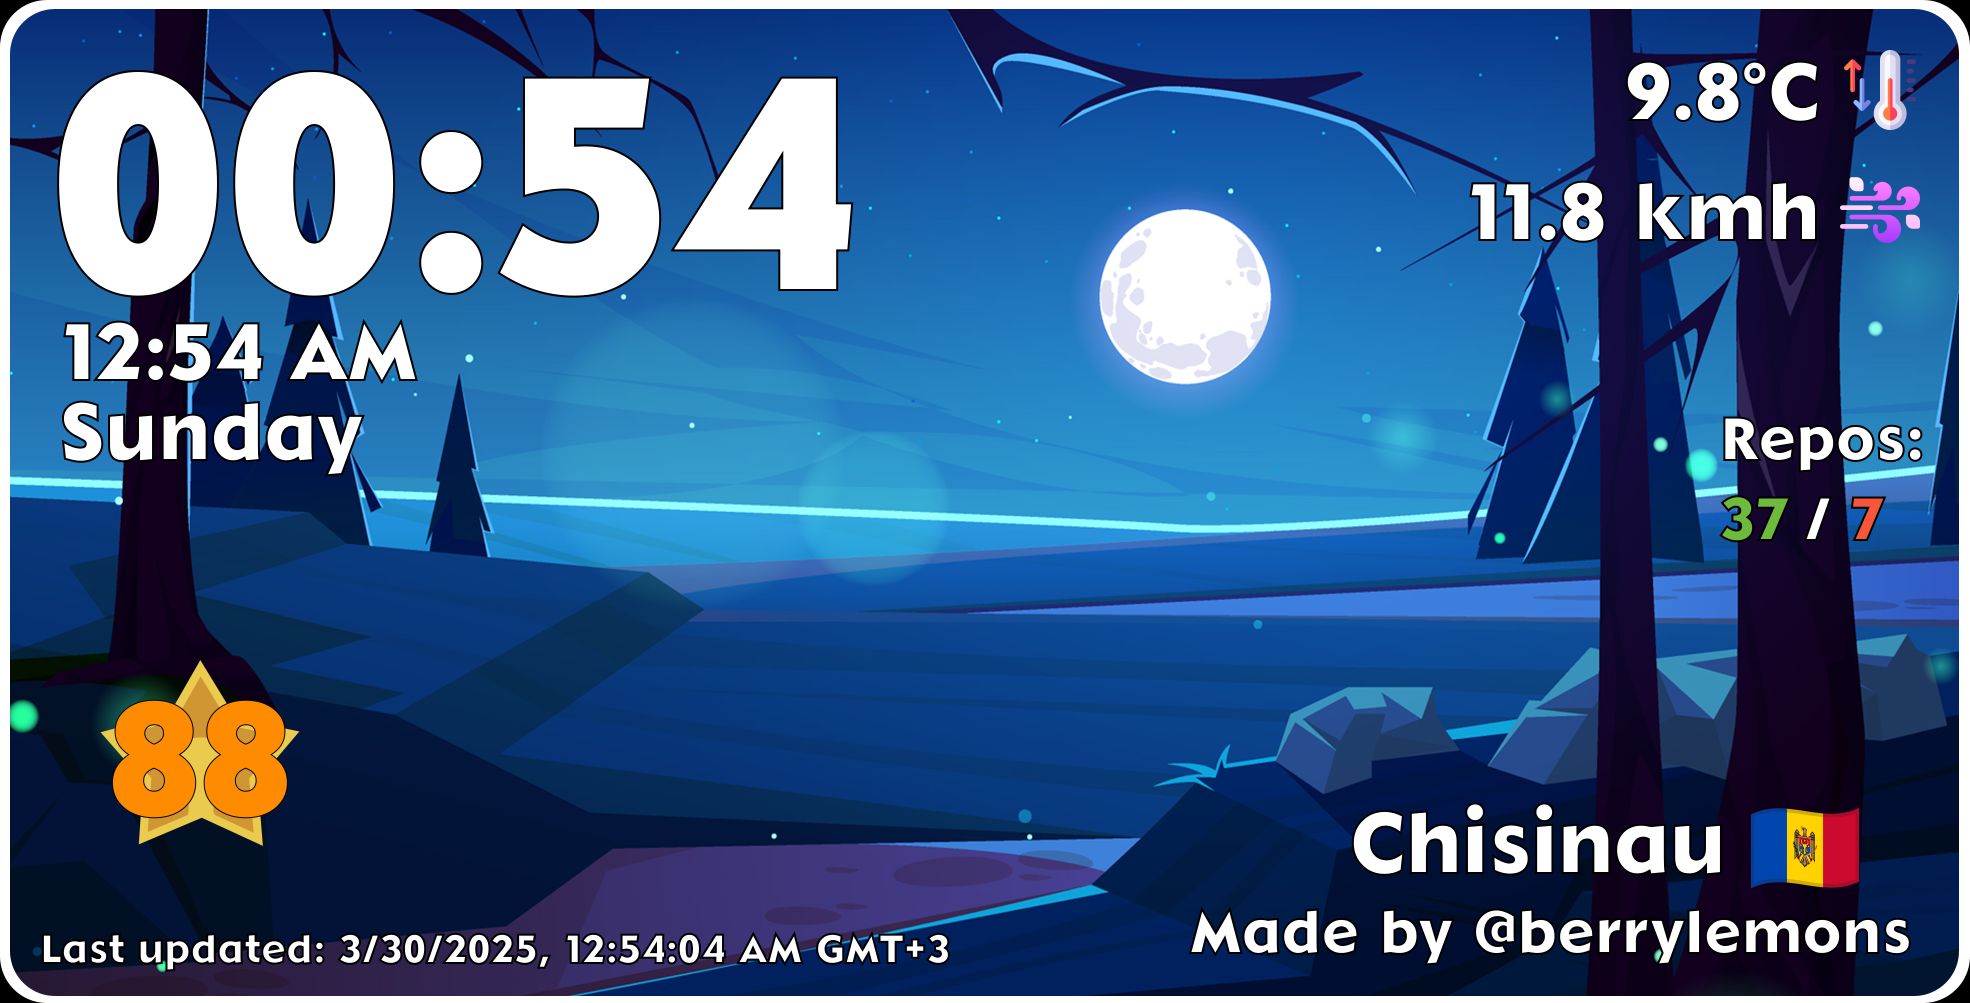 00:54
12:54 AM
Sunday
9.8°C
11.8 kmh
Repos:
37 / 7
88
Chisinau
Made by @berrylemons
Last updated: 3/30/2025, 12:54:04 AM GMT+3